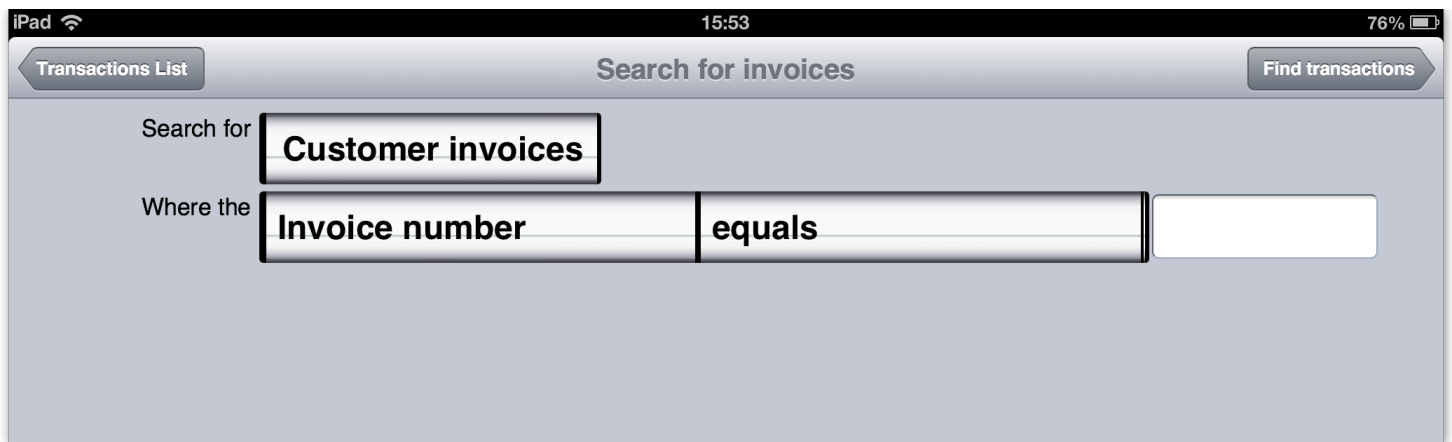 iPad 15:53 76%
Transactions List Search for invoices Find transactions
Search for Customer invoices
Where the Invoice number equals